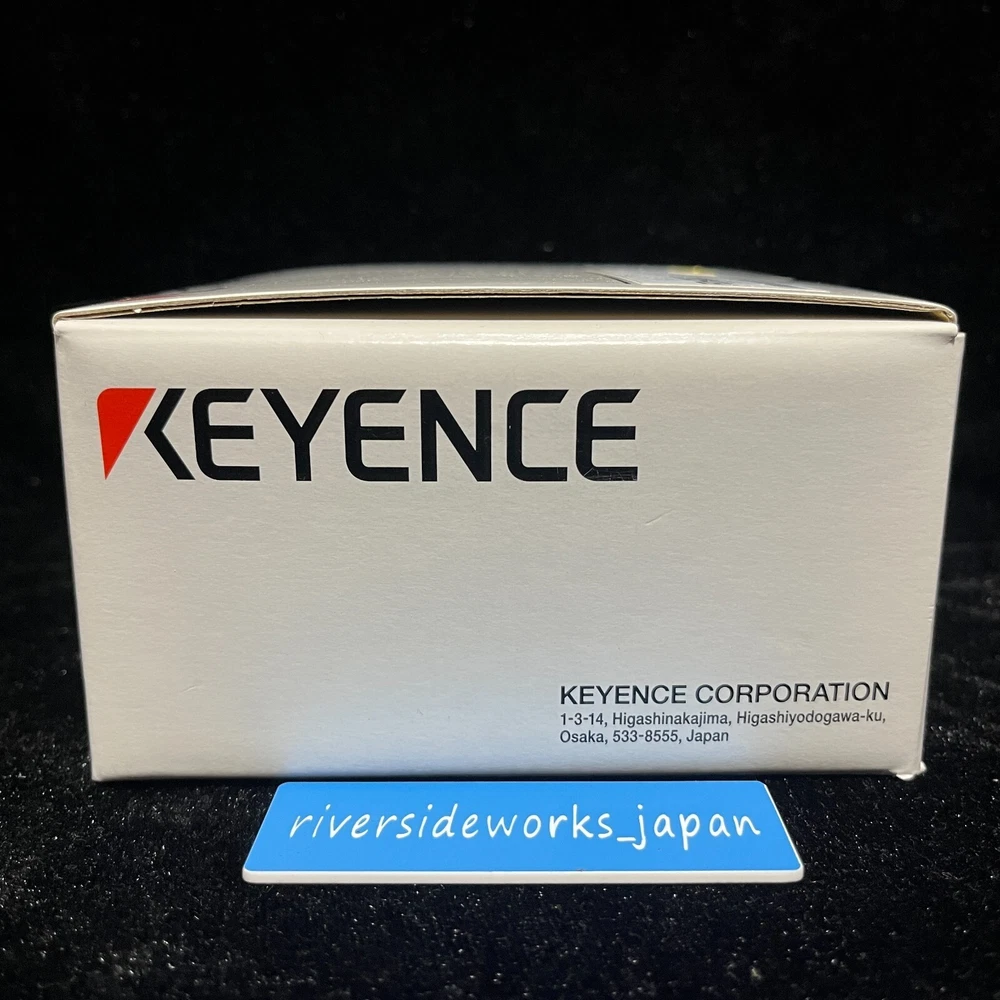 KEYENCE
KEYENCE CORPORATION
1-3-14, Higashinakajima, Higashiyodogawa-ku,
Osaka, 533-8555, Japan
riversideworks_japan